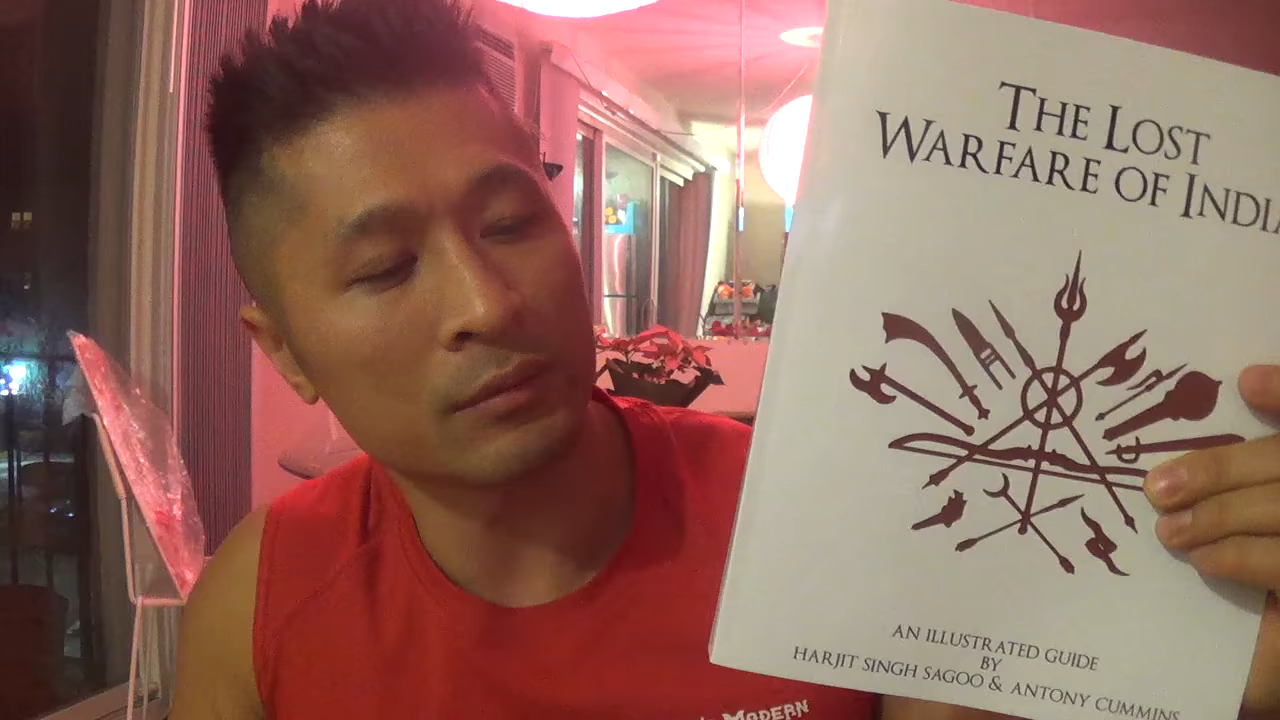 THE LOST
WARFARE OF INDIA
AN ILLUSTRATED GUIDE
BY
HARJIT SINGH SAGOO & ANTONY CUMMINS
MODERN